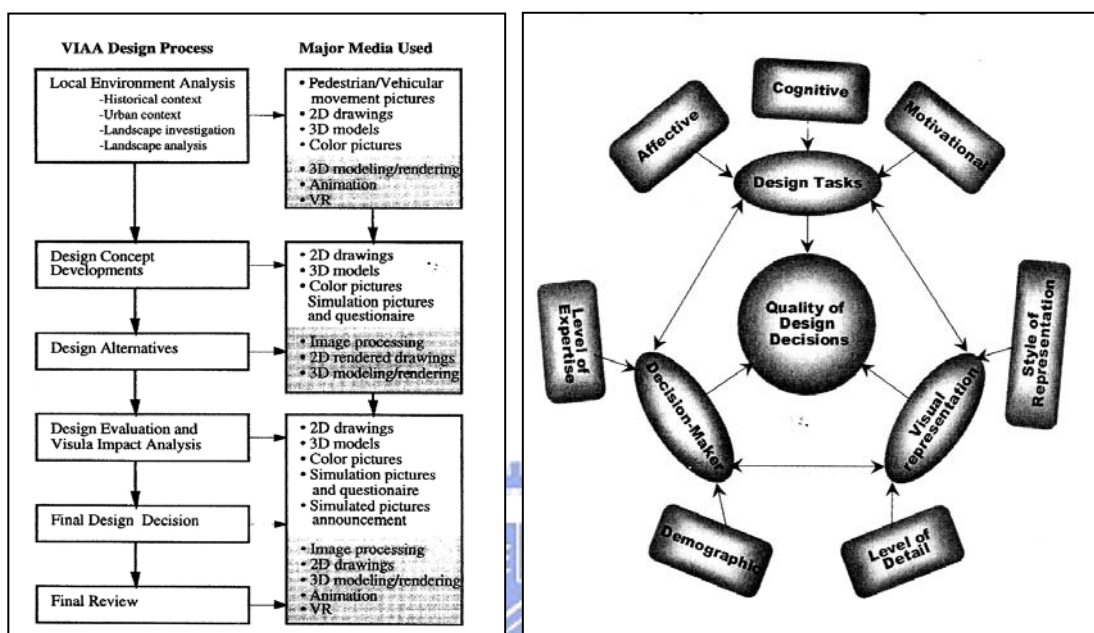 VIAA Design Process
Major Media Used
Local Environment Analysis
-Historical context
-Urban context
-Landscape investigation
-Landscape analysis
• Pedestrian/Vehicular
movement pictures
• 2D drawings
• 3D models
• Color pictures
• 3D modeling/rendering
• Animation
• VR
Design Concept
Developments
• 2D drawings
• 3D models
• Color pictures
Simulation pictures
and questionaire
Design Alternatives
• Image processing
• 2D rendered drawings
• 3D modeling/rendering
Design Evaluation and
Visula Impact Analysis
• 2D drawings
• 3D models
• Color pictures
• Simulation pictures
and questionaire
• Simulated pictures
announcement
Final Design Decision
• Image processing
• 2D drawings
• 3D modeling/rendering
• Animation
• VR
Final Review
Cognitive
Affective
Motivational
Design Tasks
Quality of
Design
Decisions
Level of
Expertise
Style of
Representation
Decision-Maker
Visual
representation
Demographic
Level of
Detail